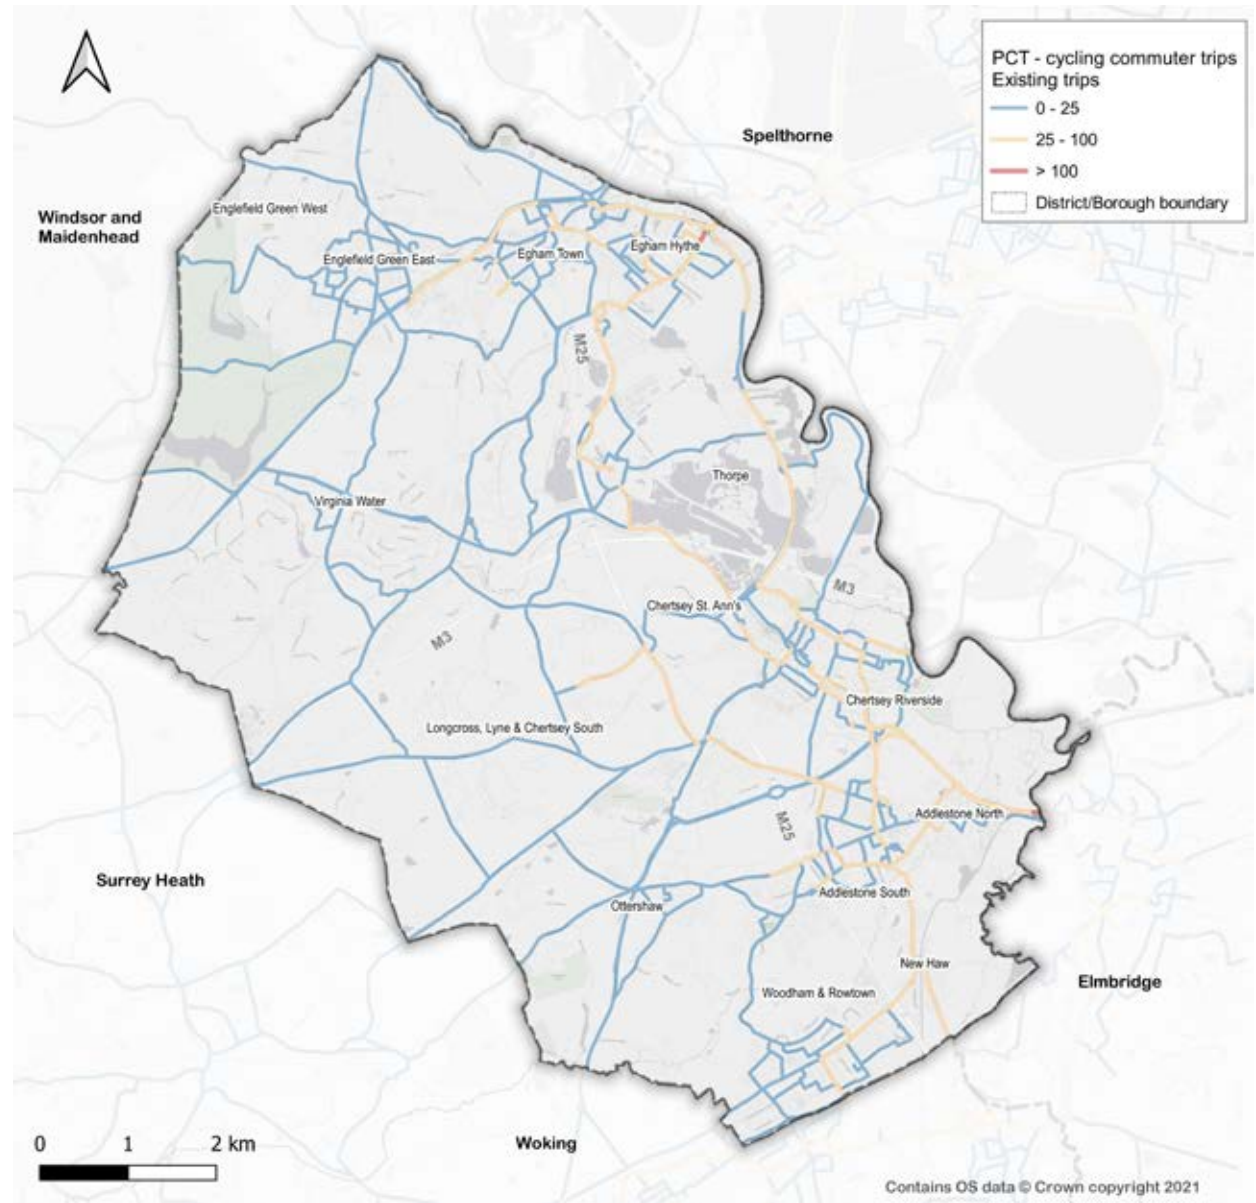 PCT - cycling commuter trips
Existing trips
0 - 25
25 - 100
> 100
District/Borough boundary
Spelthorne
Windsor and
Maidenhead
Englefield Green West
Englefield Green East
Egham Town
Egham Hythe
M25
Thorpe
Virginia Water
M3
Chertsey St. Ann's
M3
Chertsey Riverside
Longcross, Lyne & Chertsey South
M25
Addlestone North
Surrey Heath
Addlestone South
Ottershaw
New Haw
Elmbridge
Woodham & Rowtown
Woking
0 1 2 km
Contains OS data © Crown copyright 2021